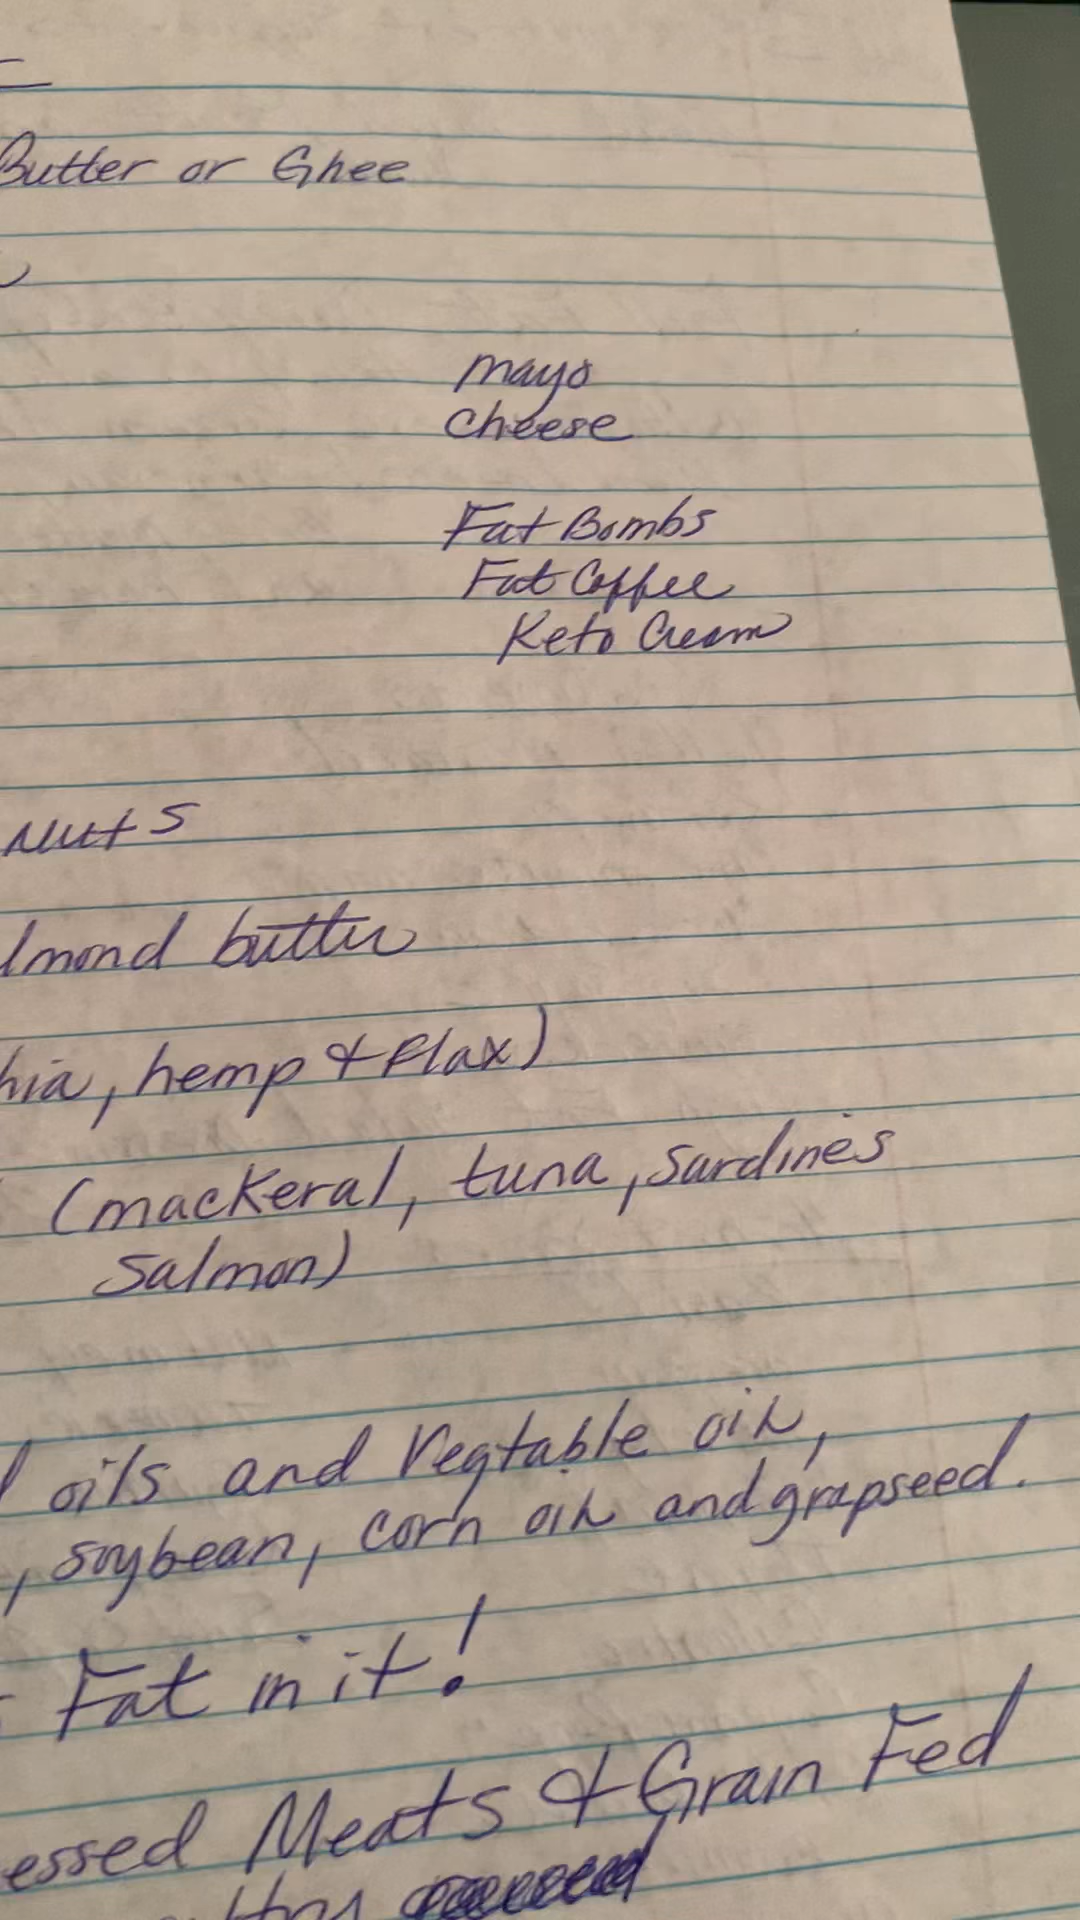 Butter or Ghee
mayo
cheese
Fat Bombs
Fat Coffee
Keto Cream
Nuts
lmond butter
hia, hemp & flax)
(mackeral, tuna, sardines
salmon)
oils and Vegtable oil,
, soybean, corn oil and grapseed.
Fat in it!
essed Meats & Grain Fed